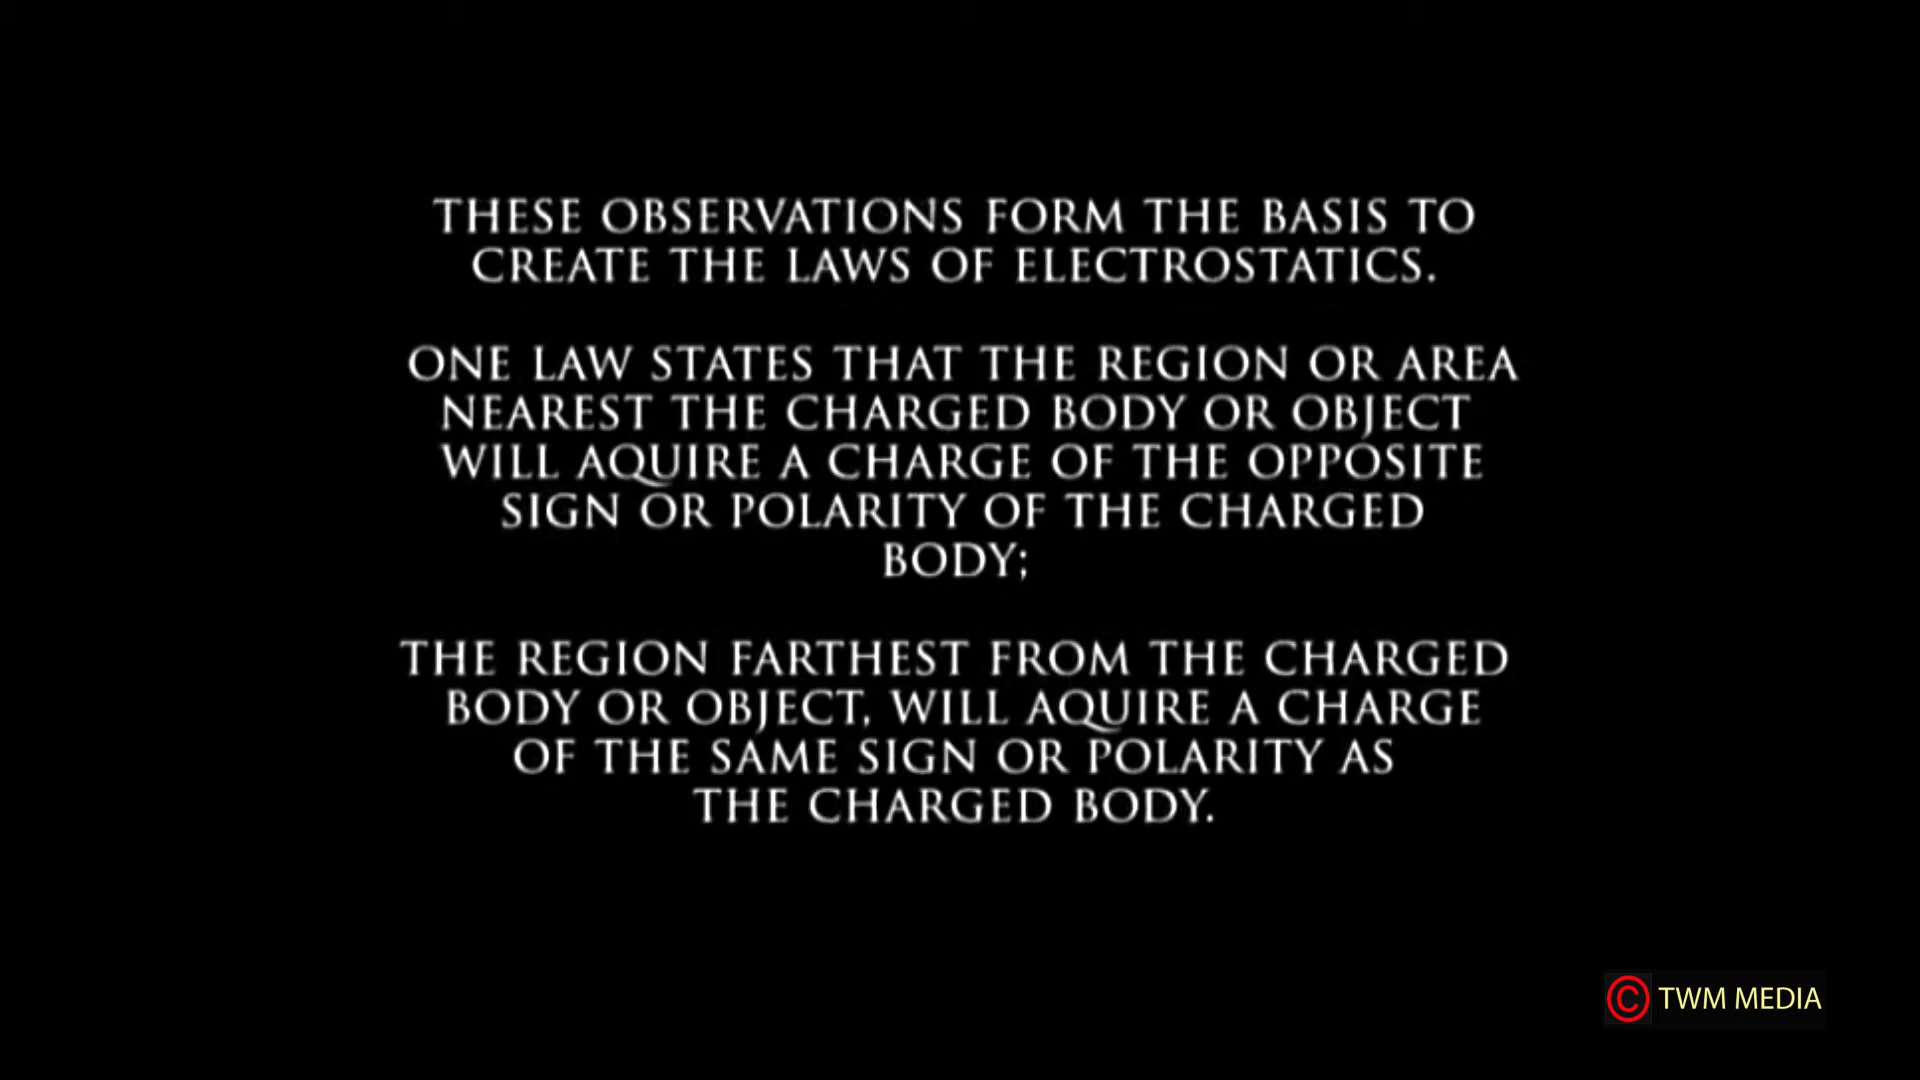 THESE OBSERVATIONS FORM THE BASIS TO
CREATE THE LAWS OF ELECTROSTATICS.
ONE LAW STATES THAT THE REGION OR AREA
NEAREST THE CHARGED BODY OR OBJECT
WILL AQUIRE A CHARGE OF THE OPPOSITE
SIGN OR POLARITY OF THE CHARGED
BODY;
THE REGION FARTHEST FROM THE CHARGED
BODY OR OBJECT, WILL AQUIRE A CHARGE
OF THE SAME SIGN OR POLARITY AS
THE CHARGED BODY.
© TWM MEDIA